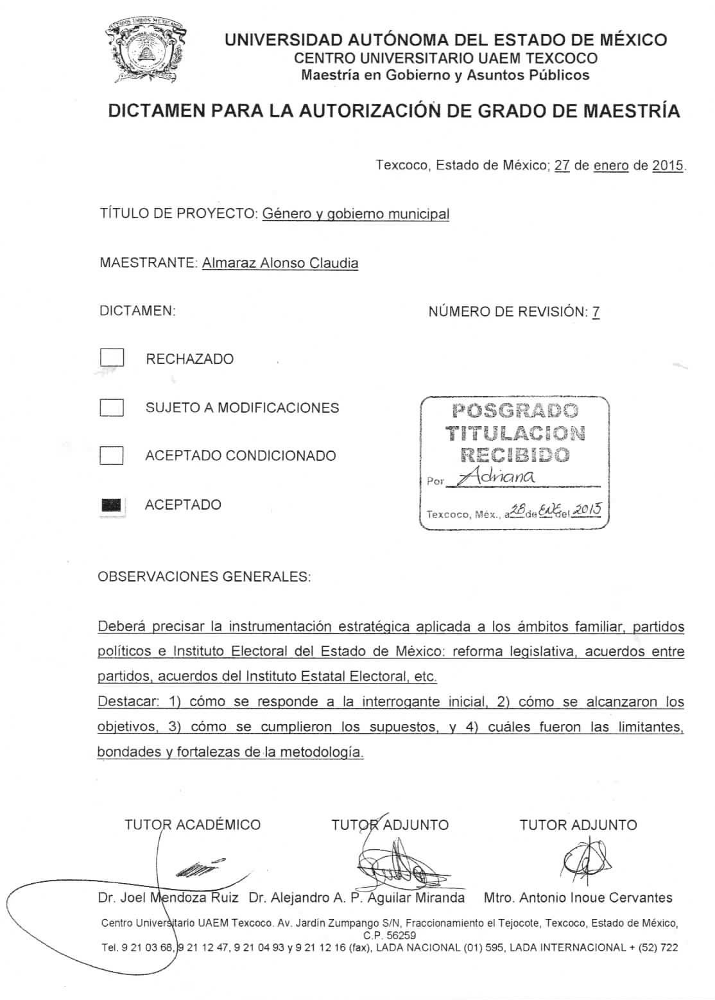 ESTADOS UNIDOS MEXICANOS
UNIVERSIDAD AUTÓNOMA DEL ESTADO DE MÉXICO
CENTRO UNIVERSITARIO UAEM TEXCOCO
Maestría en Gobierno y Asuntos Públicos
DICTAMEN PARA LA AUTORIZACIÓN DE GRADO DE MAESTRÍA
Texcoco, Estado de México; 27 de enero de 2015.
TÍTULO DE PROYECTO: Género y gobierno municipal
MAESTRANTE: Almaraz Alonso Claudia
DICTAMEN:
NÚMERO DE REVISIÓN: 7
RECHAZADO
SUJETO A MODIFICACIONES
ACEPTADO CONDICIONADO
ACEPTADO
POSGRADO
TITULACION
RECIBIDO
Por Adriana
Texcoco, Méx., a 28 de ENE del 2015
OBSERVACIONES GENERALES:
Deberá precisar la instrumentación estratégica aplicada a los ámbitos familiar, partidos
políticos e Instituto Electoral del Estado de México: reforma legislativa, acuerdos entre
partidos, acuerdos del Instituto Estatal Electoral, etc.
Destacar: 1) cómo se responde a la interrogante inicial, 2) cómo se alcanzaron los
objetivos, 3) cómo se cumplieron los supuestos, y 4) cuáles fueron las limitantes,
bondades y fortalezas de la metodología.
TUTOR ACADÉMICO TUTOR ADJUNTO TUTOR ADJUNTO
Dr. Joel Mendoza Ruiz Dr. Alejandro A. P. Aguilar Miranda Mtro. Antonio Inoue Cervantes
Centro Universitario UAEM Texcoco. Av. Jardín Zumpango S/N, Fraccionamiento el Tejocote, Texcoco, Estado de México,
C.P. 56259
Tel. 9 21 03 68, 9 21 12 47, 9 21 04 93 y 9 21 12 16 (fax), LADA NACIONAL (01) 595, LADA INTERNACIONAL + (52) 722